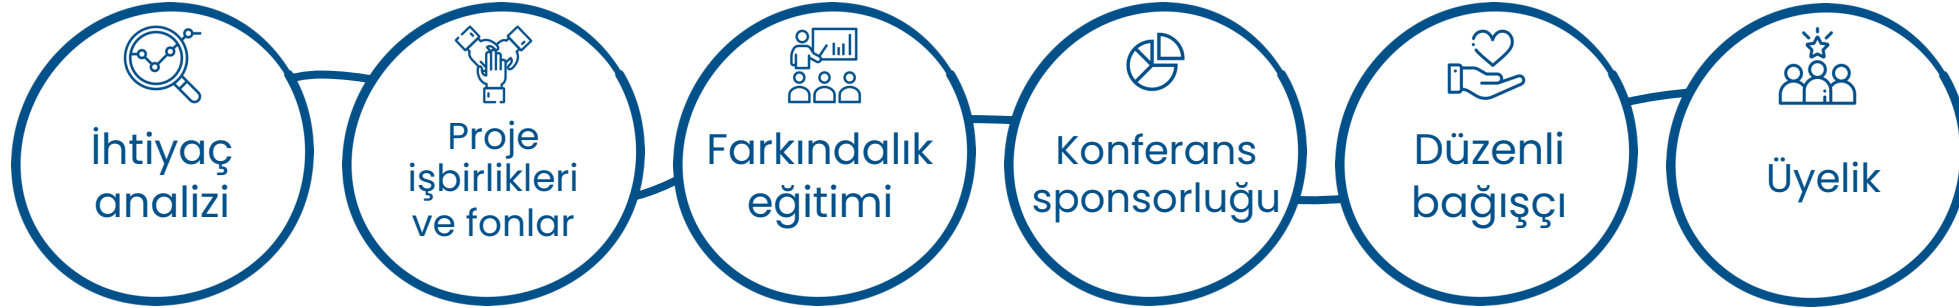 İhtiyaç
analizi
Proje
işbirlikleri
ve fonlar
Farkındalık
eğitimi
Konferans
sponsorluğu
Düzenli
bağışçı
Üyelik